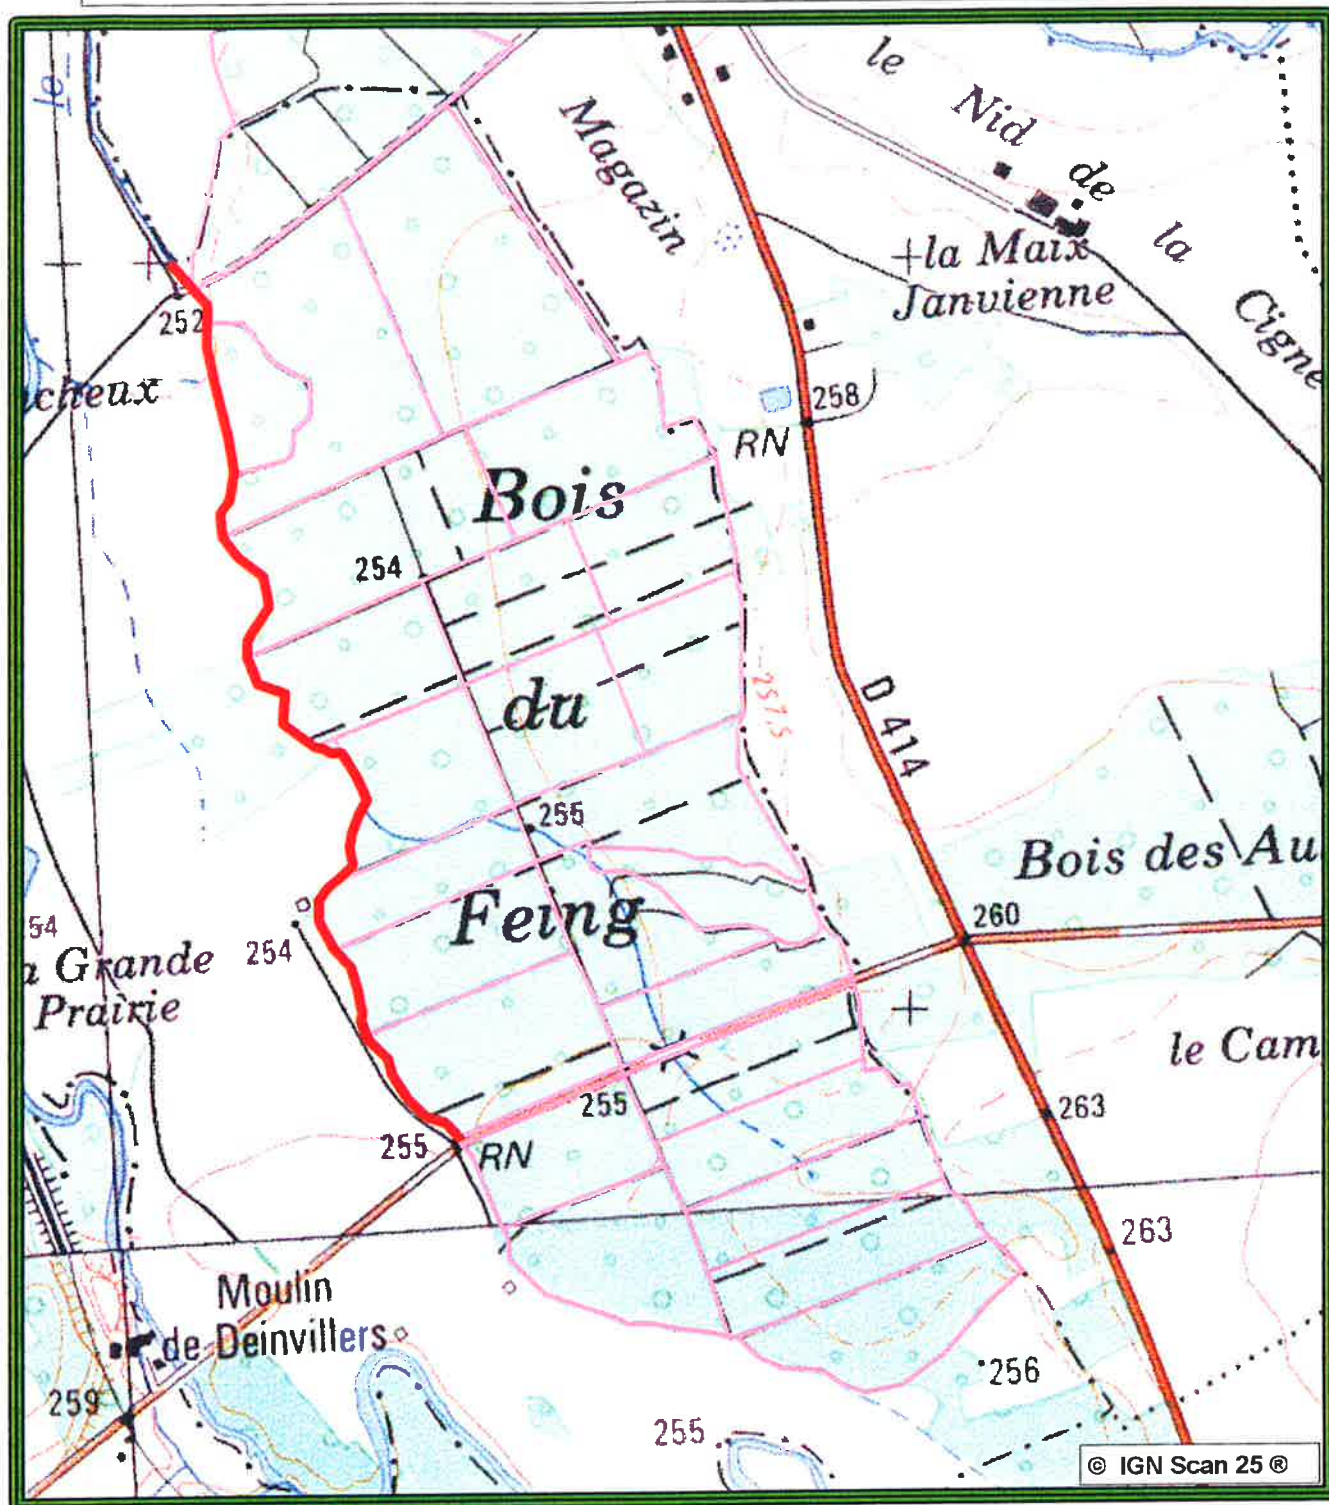 le
le
Nid
de
la
Cigne
Magazin
+la Maix
Janvienne
252
cheux
258
RN
Bois
254
du
257,5
D 414
255
Bois des Au
Feing
260
54
a Grande
Prairie
254
le Cam
263
255
255
RN
263
Moulin
de Deinvillers
256
259
255
© IGN Scan 25 ®